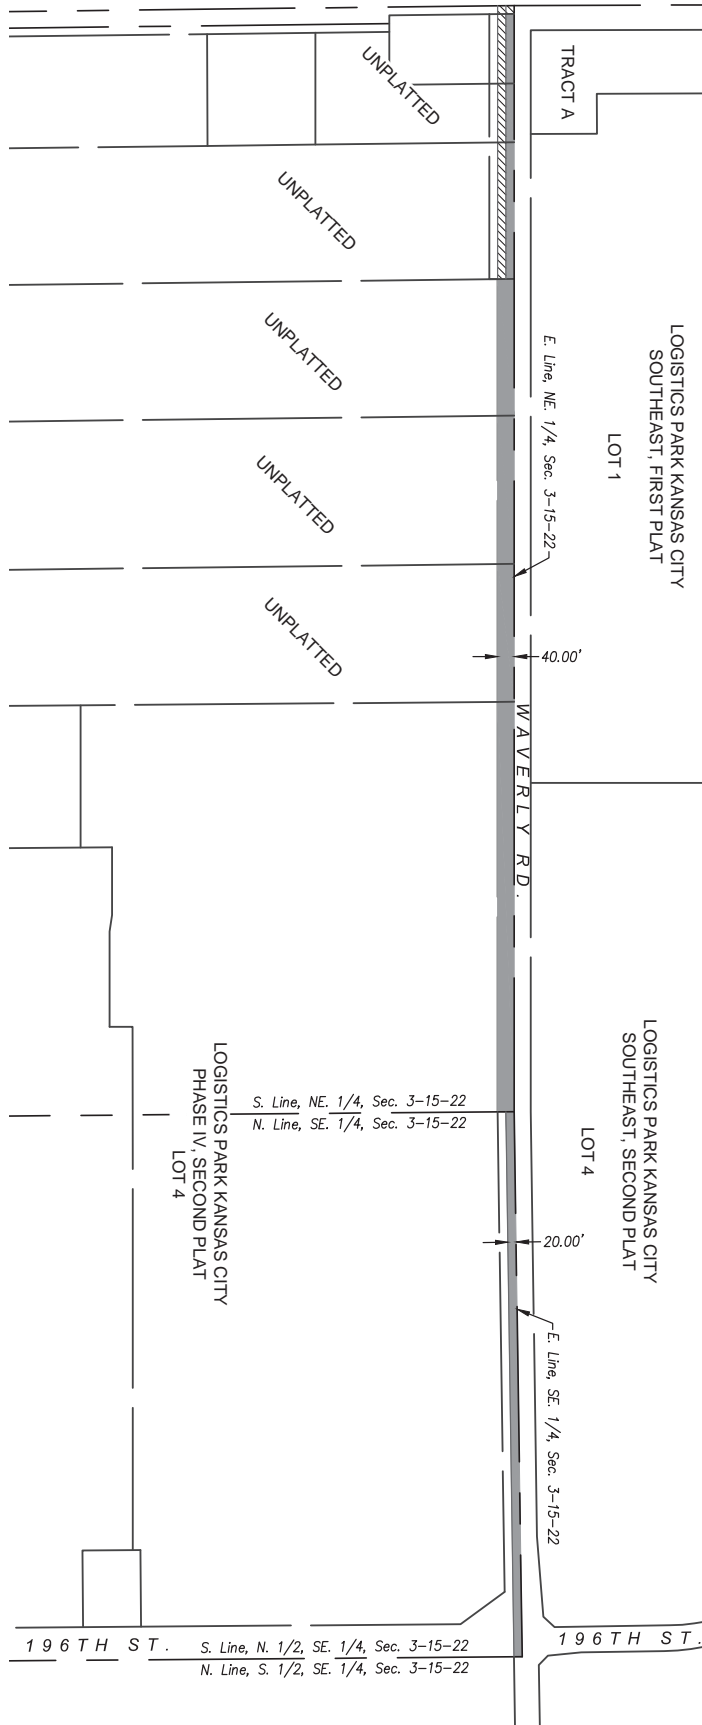 TRACT A
UNPLATTED
UNPLATTED
UNPLATTED
UNPLATTED
UNPLATTED
LOGISTICS PARK KANSAS CITY
SOUTHEAST, FIRST PLAT
LOT 1
E. Line, NE. 1/4, Sec. 3-15-22
40.00'
WAVERLY RD.
LOGISTICS PARK KANSAS CITY
SOUTHEAST, SECOND PLAT
LOT 4
S. Line, NE. 1/4, Sec. 3-15-22
N. Line, SE. 1/4, Sec. 3-15-22
LOGISTICS PARK KANSAS CITY
PHASE IV, SECOND PLAT
LOT 4
20.00'
E. Line, SE. 1/4, Sec. 3-15-22
196TH ST.
S. Line, N. 1/2, SE. 1/4, Sec. 3-15-22
N. Line, S. 1/2, SE. 1/4, Sec. 3-15-22
196TH ST.